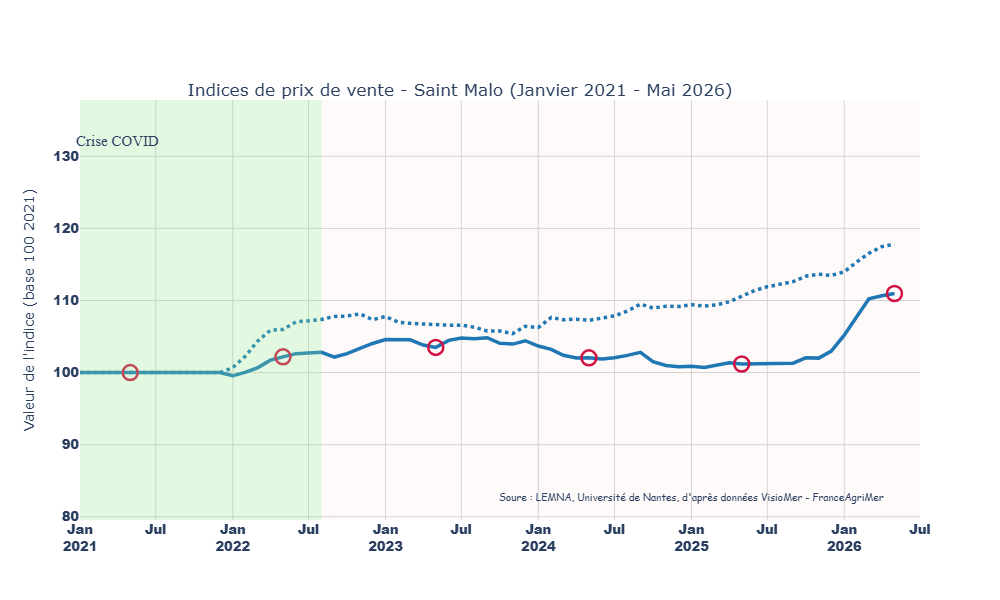 Indices de prix de vente - Saint Malo (Janvier 2021 - Mai 2026)
Crise COVID
Valeur de l'indice (base 100 2021)
130
120
110
100
90
80
Soure : LEMNA, Université de Nantes, d'après données VisioMer - FranceAgriMer
Jan Jul Jan Jul Jan Jul Jan Jul Jan Jul Jan Jul
2021 2022 2023 2024 2025 2026